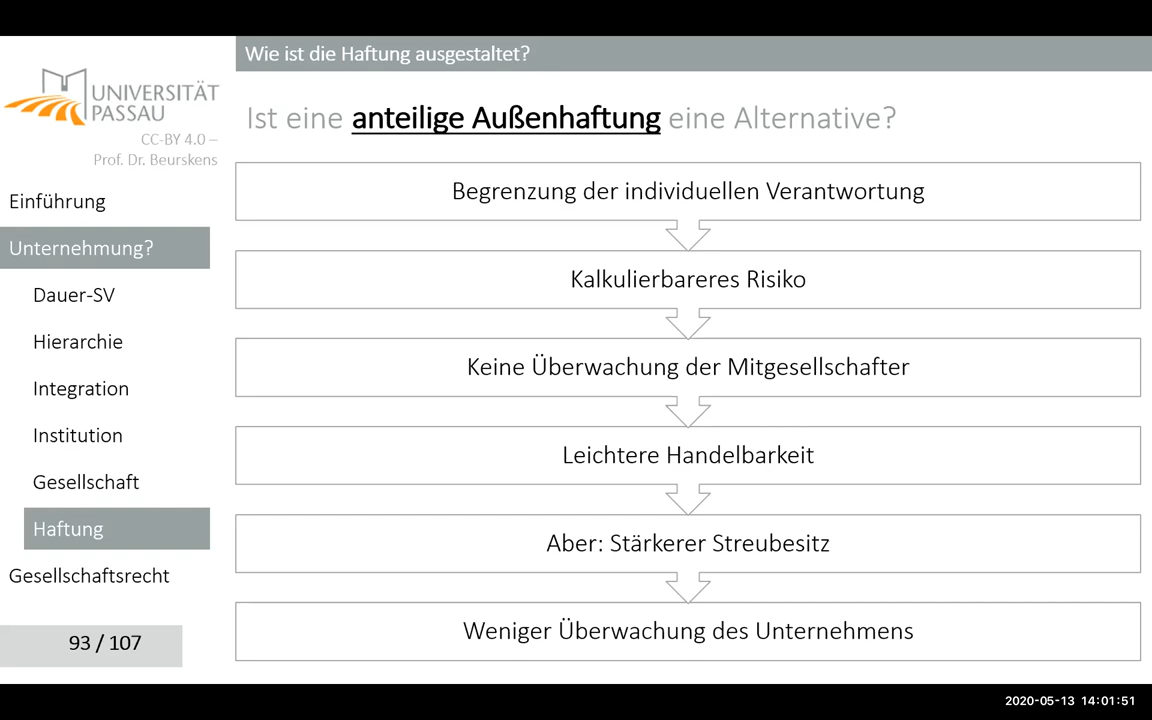 Wie ist die Haftung ausgestaltet?
UNIVERSITÄT
PASSAU
CC-BY 4.0 –
Prof. Dr. Beurskens
Einführung
Unternehmung?
Dauer-SV
Hierarchie
Integration
Institution
Gesellschaft
Haftung
Gesellschaftsrecht
93 / 107
Ist eine anteilige Außenhaftung eine Alternative?
Begrenzung der individuellen Verantwortung
Kalkulierbareres Risiko
Keine Überwachung der Mitgesellschafter
Leichtere Handelbarkeit
Aber: Stärkerer Streubesitz
Weniger Überwachung des Unternehmens
2020-05-13 14:01:51